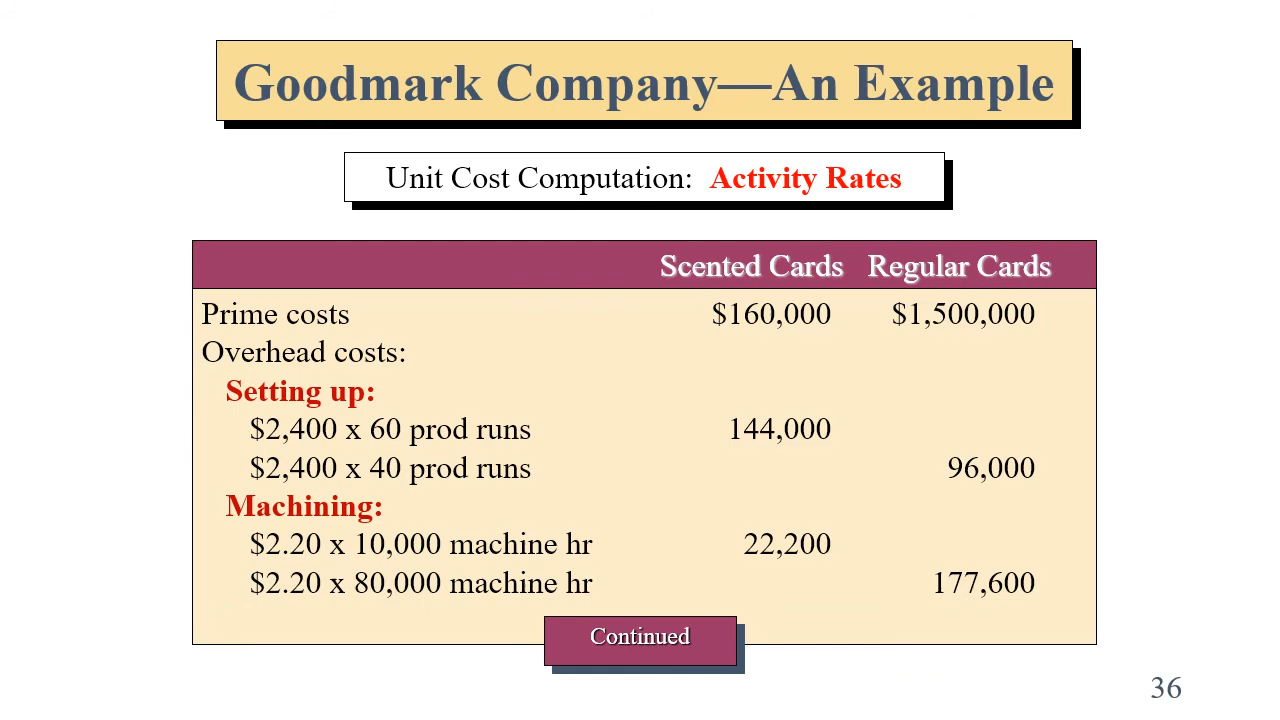 Goodmark Company—An Example
Unit Cost Computation: Activity Rates
Scented Cards Regular Cards
Prime costs $160,000 $1,500,000
Overhead costs:
Setting up:
$2,400 x 60 prod runs 144,000
$2,400 x 40 prod runs 96,000
Machining:
$2.20 x 10,000 machine hr 22,200
$2.20 x 80,000 machine hr 177,600
Continued
36